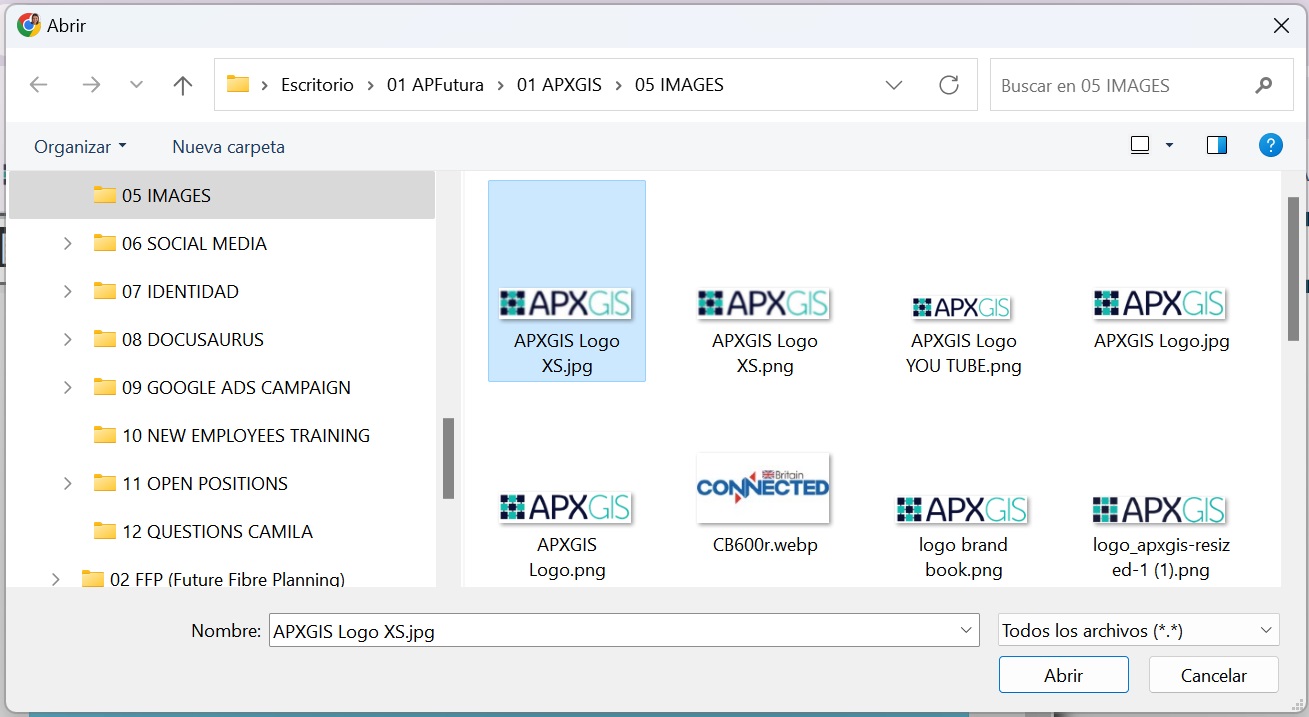 Abrir
Escritorio > 01 APFutura > 01 APXGIS > 05 IMAGES
Buscar en 05 IMAGES
Organizar
Nueva carpeta
?
05 IMAGES
06 SOCIAL MEDIA
07 IDENTIDAD
08 DOCUSAURUS
09 GOOGLE ADS CAMPAIGN
10 NEW EMPLOYEES TRAINING
11 OPEN POSITIONS
12 QUESTIONS CAMILA
02 FFP (Future Fibre Planning)
APXGIS
APXGIS Logo
XS.jpg
APXGIS
APXGIS Logo
XS.png
APXGIS
APXGIS Logo
YOU TUBE.png
APXGIS
APXGIS Logo.jpg
APXGIS
APXGIS
Logo.png
Britain
CONNECTED
CB600r.webp
APXGIS
logo brand
book.png
APXGIS
logo_apxgis-resiz
ed-1 (1).png
Nombre: APXGIS Logo XS.jpg
Todos los archivos (*.*)
Abrir
Cancelar